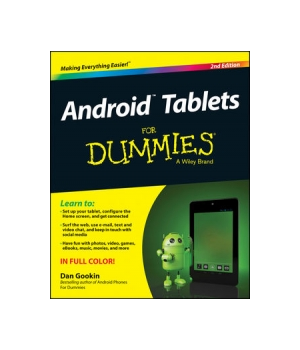 Making Everything Easier!™
2nd Edition
Android™ Tablets
FOR
DUMMIES®
A Wiley Brand
Learn to:
• Set up your tablet, configure the
Home screen, and get connected
• Surf the web, use e-mail, text and
video chat, and keep in touch with
social media
• Have fun with photos, video, games,
eBooks, music, movies, and more
IN FULL COLOR!
Dan Gookin
Bestselling author of Android Phones
For Dummies